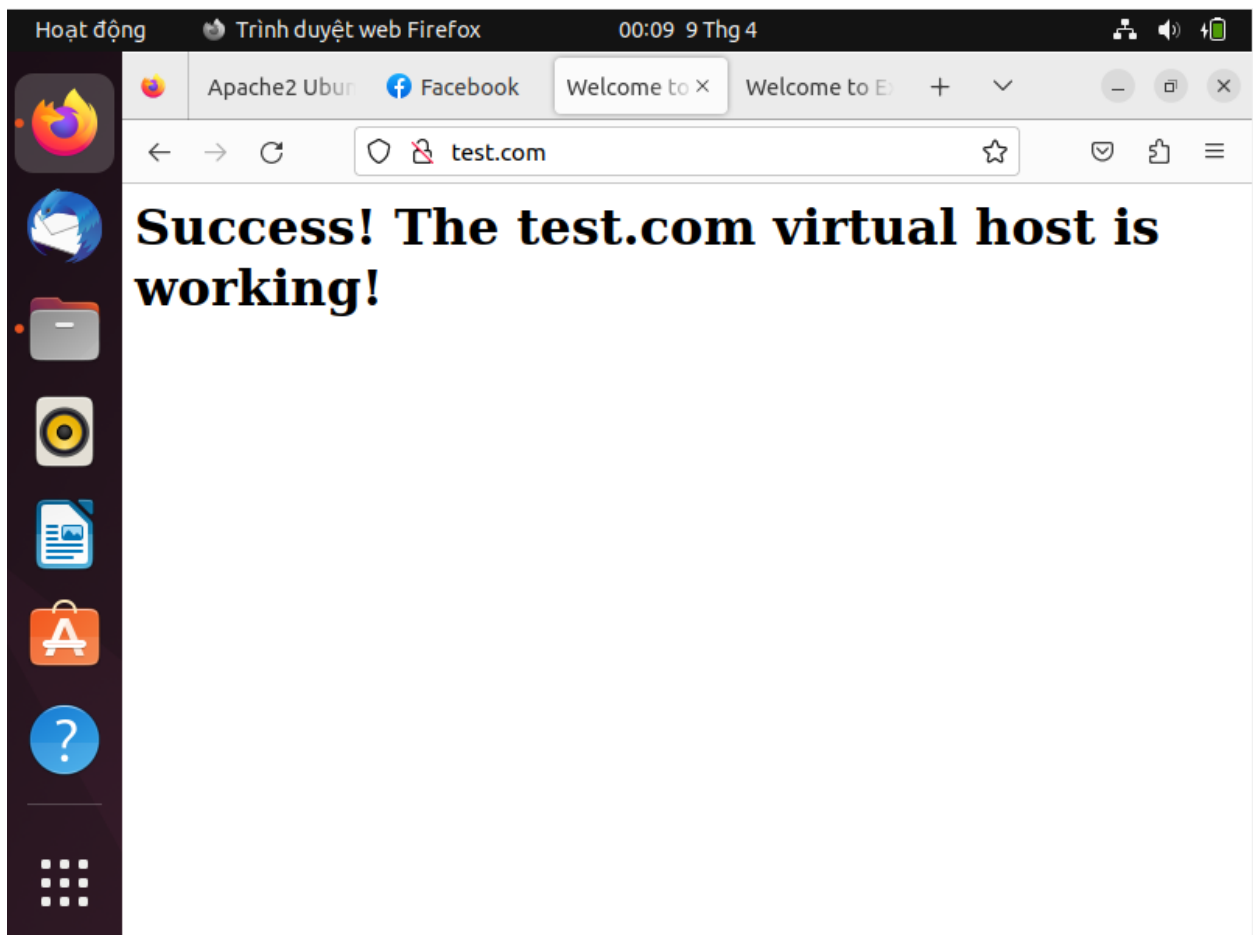 Hoạt động Trình duyệt web Firefox 00:09 9 Thg 4
Apache2 Ubun Facebook Welcome to Welcome to E
test.com
Success! The test.com virtual host is
working!